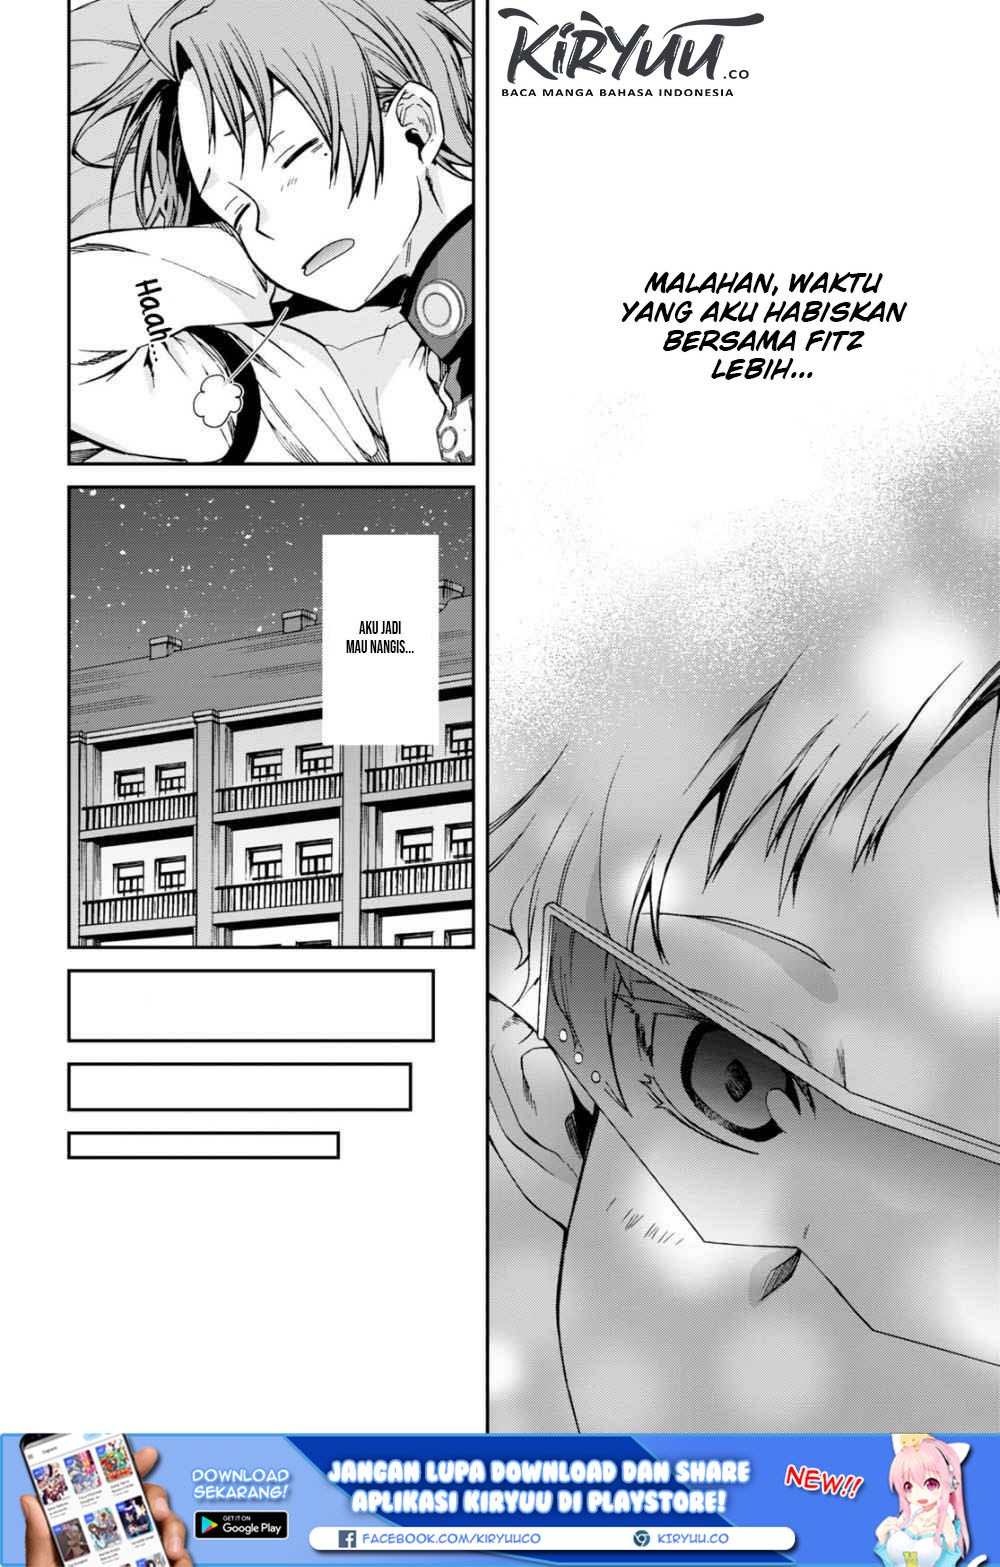 KIRYUU.CO
BACA MANGA BAHASA INDONESIA
MALAHAN, WAKTU
YANG AKU HABISKAN
BERSAMA FITZ
LEBIH...
Haah...
AKU JADI
MAU NANGIS...
DOWNLOAD
SEKARANG!
GET IT ON
Google Play
JANGAN LUPA DOWNLOAD DAN SHARE
APLIKASI KIRYUU DI PLAYSTORE!
NEW!!
FACEBOOK.COM/KIRYUUCO
KIRYUU.CO